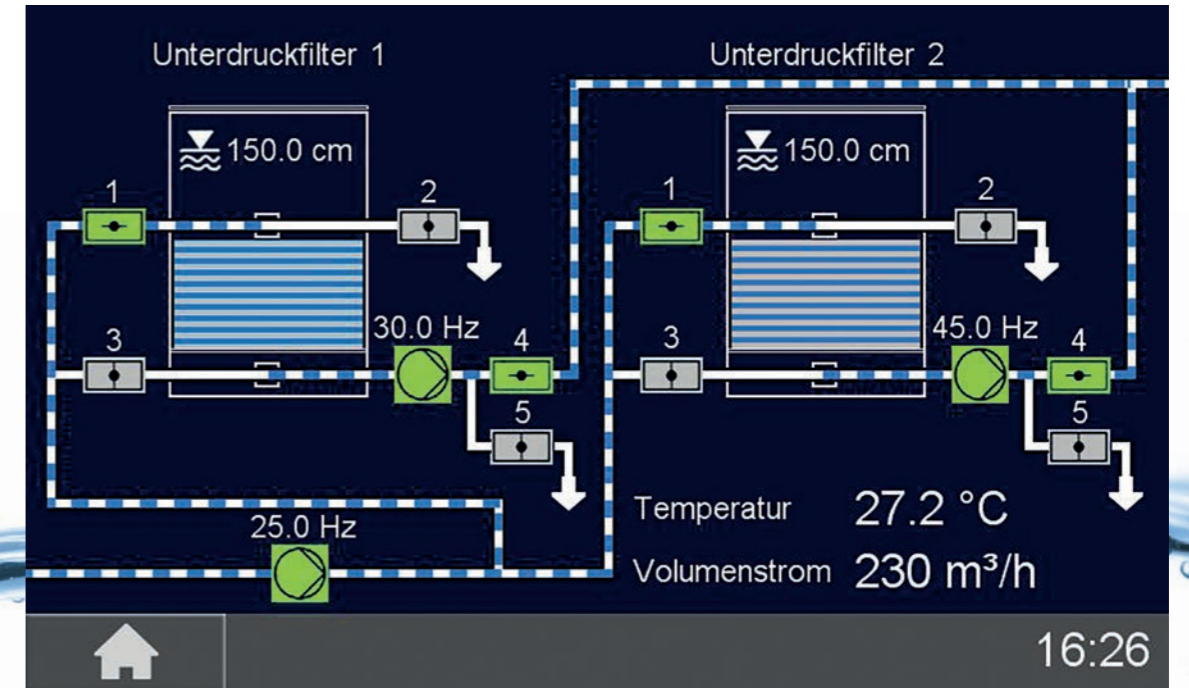 Unterdruckfilter 1
Unterdruckfilter 2
150.0 cm
150.0 cm
1
2
1
2
30.0 Hz
45.0 Hz
3
4
3
4
5
5
Temperatur 27.2 °C
25.0 Hz
Volumenstrom 230 m³/h
16:26